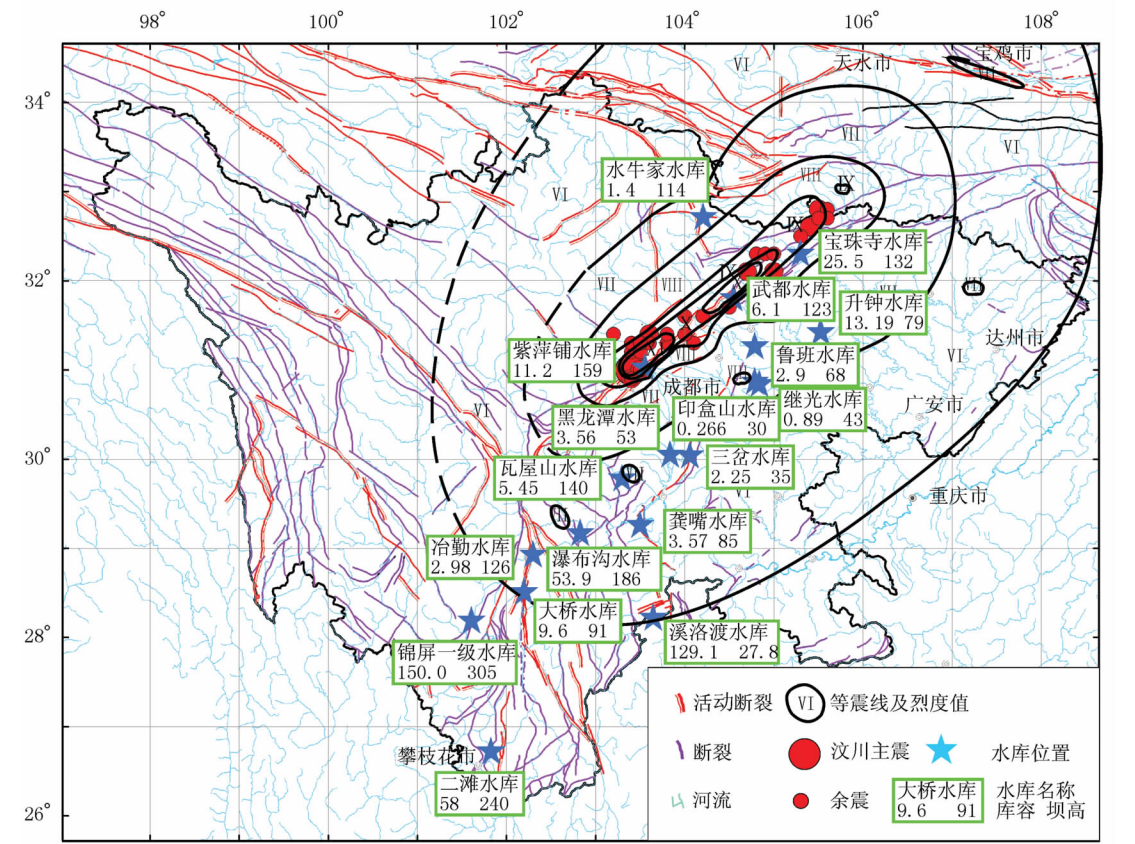 98° 100° 102° 104° 106° 108°
34°
32°
30°
28°
26°
VI
天水市
宝鸡市
VII
VII
VI
VIII
IX
VI
水牛家水库
1.4 114
IX
宝珠寺水库
25.5 132
IX
VII
VIII
武都水库
6.1 123
升钟水库
13.19 79
VII
达州市
VI
紫萍铺水库
11.2 159
VII
鲁班水库
2.9 68
成都市
VII
VII
继光水库
0.89 43
广安市
黑龙潭水库
3.56 53
印盒山水库
0.266 30
VI
瓦屋山水库
5.45 140
三岔水库
2.25 35
VI
重庆市
龚嘴水库
3.57 85
冶勤水库
2.98 126
瀑布沟水库
53.9 186
大桥水库
9.6 91
溪洛渡水库
129.1 27.8
锦屏一级水库
150.0 305
攀枝花市
二滩水库
58 240
活动断裂
VI
等震线及烈度值
断裂
汶川主震
水库位置
河流
余震
大桥水库
9.6 91
水库名称
库容 坝高